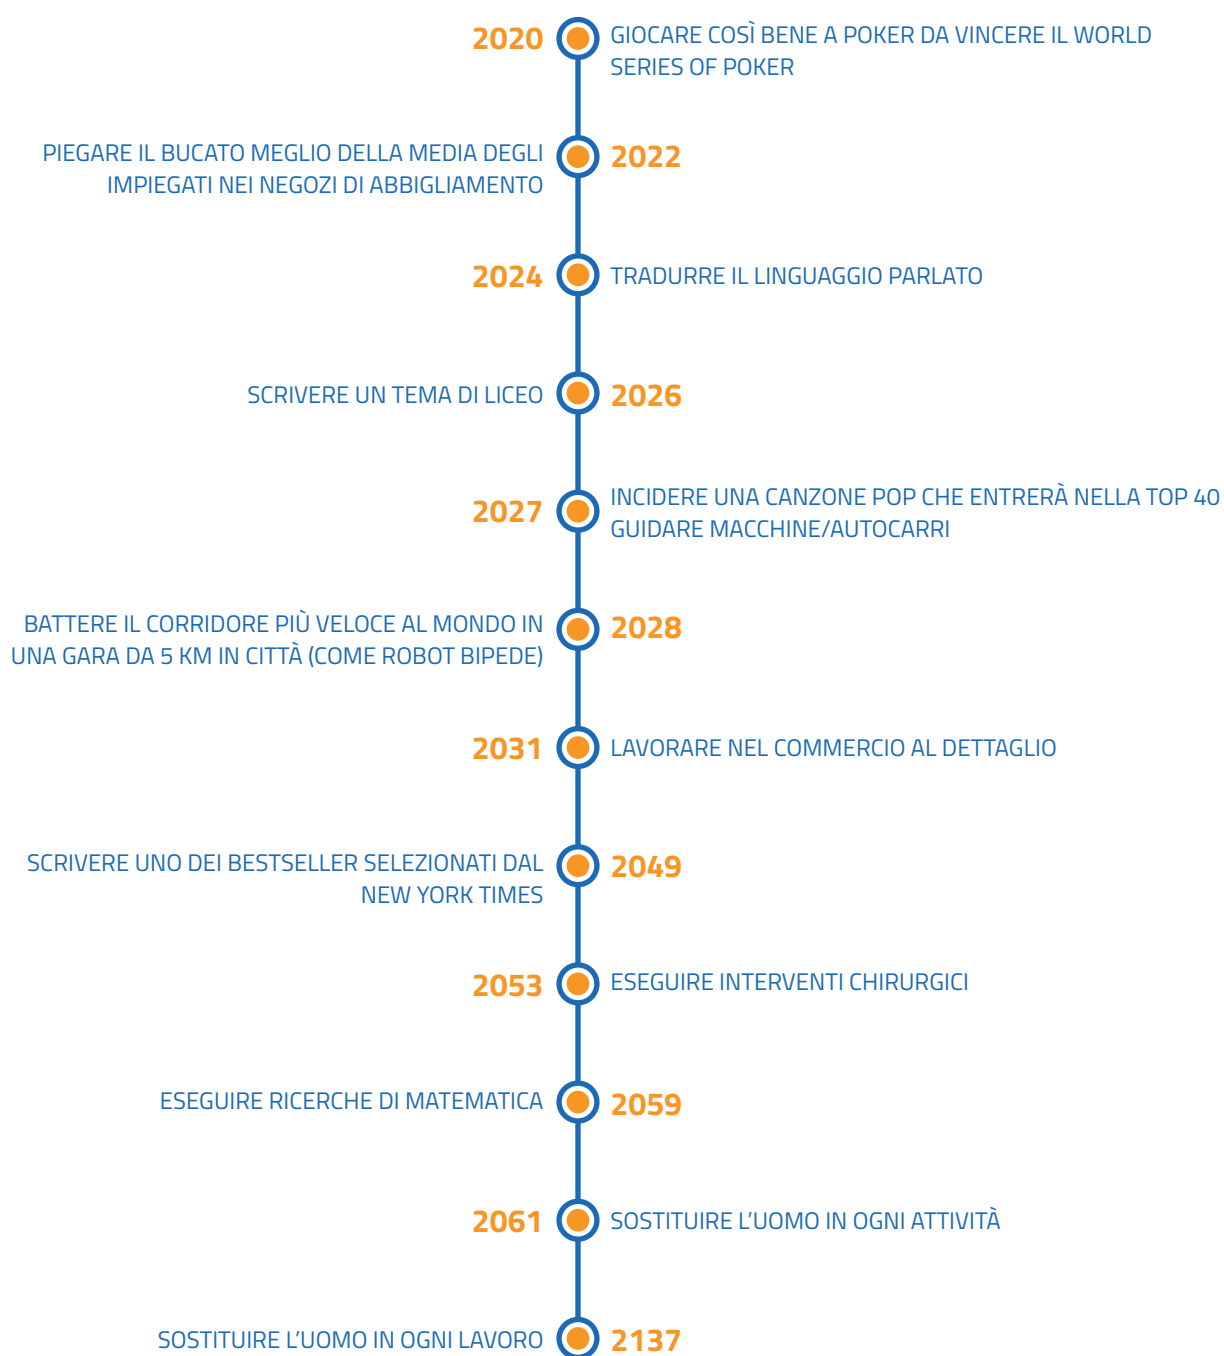 2020
GIOCARE COSÌ BENE A POKER DA VINCERE IL WORLD
SERIES OF POKER
PIEGARE IL BUCATO MEGLIO DELLA MEDIA DEGLI
IMPIEGATI NEI NEGOZI DI ABBIGLIAMENTO
2022
2024
TRADURRE IL LINGUAGGIO PARLATO
SCRIVERE UN TEMA DI LICEO
2026
2027
INCIDERE UNA CANZONE POP CHE ENTRERÀ NELLA TOP 40
GUIDARE MACCHINE/AUTOCARRI
BATTERE IL CORRIDORE PIÙ VELOCE AL MONDO IN
UNA GARA DA 5 KM IN CITTÀ (COME ROBOT BIPEDE)
2028
2031
LAVORARE NEL COMMERCIO AL DETTAGLIO
SCRIVERE UNO DEI BESTSELLER SELEZIONATI DAL
NEW YORK TIMES
2049
2053
ESEGUIRE INTERVENTI CHIRURGICI
ESEGUIRE RICERCHE DI MATEMATICA
2059
2061
SOSTITUIRE L’UOMO IN OGNI ATTIVITÀ
SOSTITUIRE L’UOMO IN OGNI LAVORO
2137